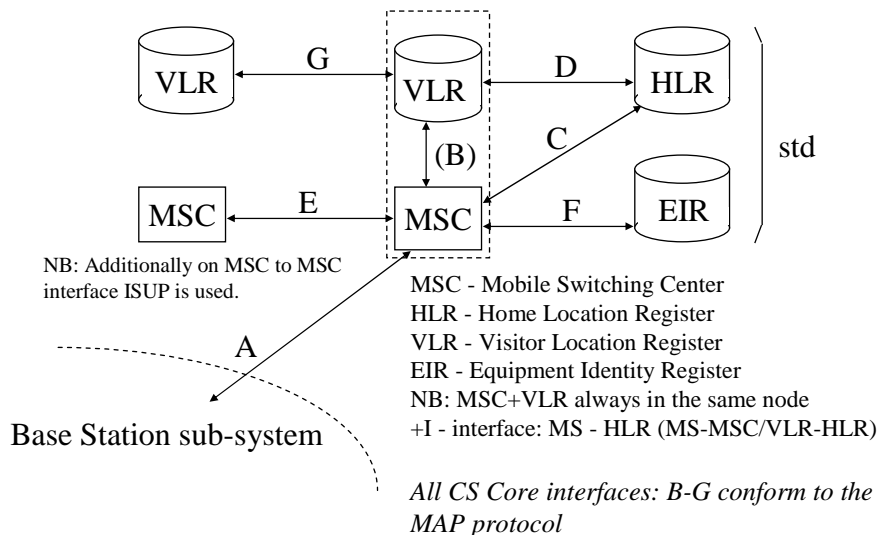 G
D
VLR
VLR
HLR
(B)
C
std
E
F
MSC
MSC
EIR
NB: Additionally on MSC to MSC
interface ISUP is used.
A
Base Station sub-system
MSC - Mobile Switching Center
HLR - Home Location Register
VLR - Visitor Location Register
EIR - Equipment Identity Register
NB: MSC+VLR always in the same node
+I - interface: MS - HLR (MS-MSC/VLR-HLR)
All CS Core interfaces: B-G conform to the
MAP protocol